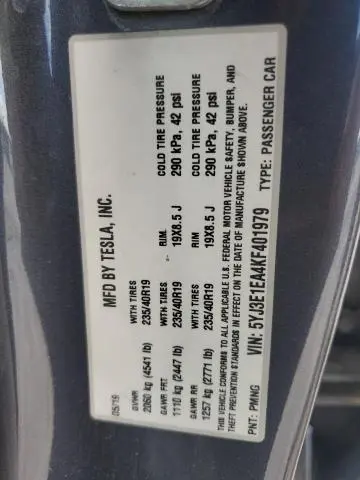 05/19 MFD BY TESLA, INC.
GVWR WITH TIRES RIM COLD TIRE PRESSURE
2060 kg (4541 lb) 235/40R19 19X8.5 J 290 kPa, 42 psi
GAWR FRT WITH TIRES RIM COLD TIRE PRESSURE
1110 kg (2447 lb) 235/40R19 19X8.5 J 290 kPa, 42 psi
GAWR RR WITH TIRES
1257 kg (2771 lb) 235/40R19
THIS VEHICLE CONFORMS TO ALL APPLICABLE U.S. FEDERAL MOTOR VEHICLE SAFETY, BUMPER, AND
THEFT PREVENTION STANDARDS IN EFFECT ON THE DATE OF MANUFACTURE SHOWN ABOVE.
PNT: PMNG VIN: 5YJ3E1EA4KF401979 TYPE: PASSENGER CAR